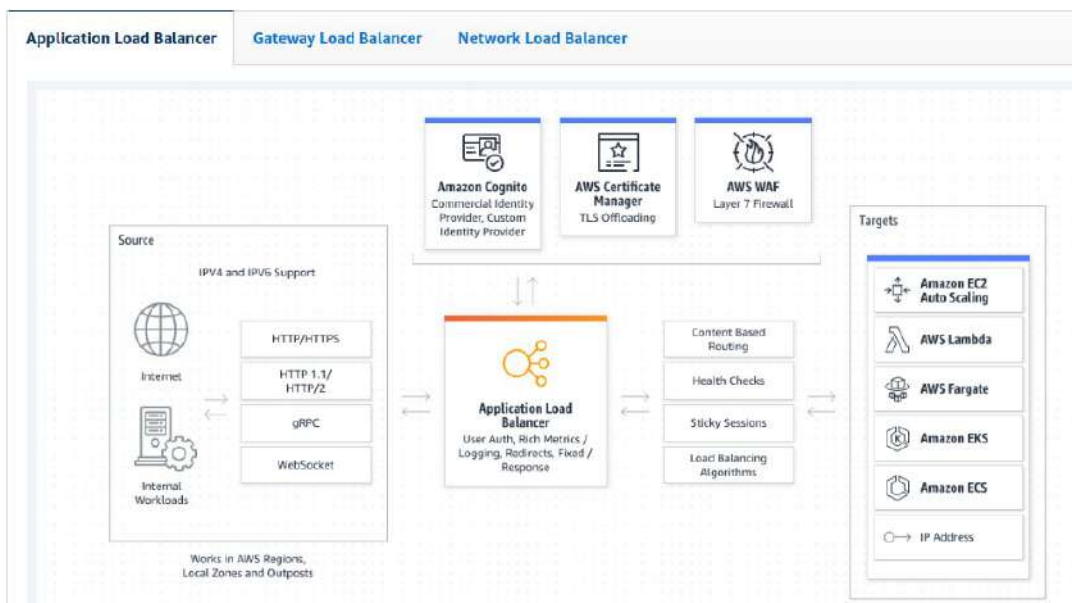 Application Load Balancer
Gateway Load Balancer
Network Load Balancer
Amazon Cognito
Commercial Identity
Provider, Custom
Identity Provider
AWS Certificate
Manager
TLS Offloading
AWS WAF
Layer 7 Firewall
Source
IPV4 and IPV6 Support
Internet
Internal
Workloads
HTTP/HTTPS
HTTP 1.1/
HTTP/2
gRPC
WebSocket
Works in AWS Regions,
Local Zones and Outposts
Application Load
Balancer
User Auth, Rich Metrics /
Logging, Redirects, Fixed /
Response
Content Based
Routing
Health Checks
Sticky Sessions
Load Balancing
Algorithms
Targets
Amazon EC2
Auto Scaling
AWS Lambda
AWS Fargate
Amazon EKS
Amazon ECS
IP Address